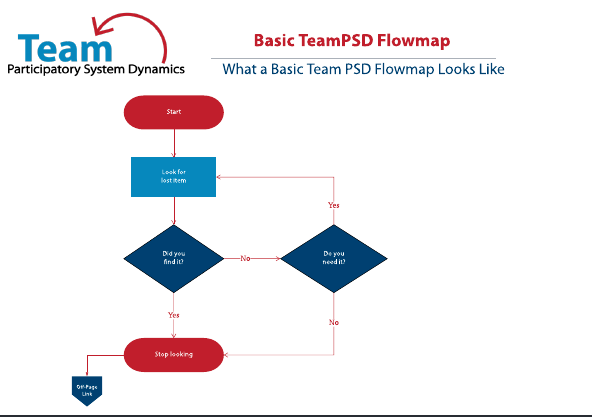 Team
Participatory System Dynamics
Basic TeamPSD Flowmap
What a Basic Team PSD Flowmap Looks Like
Start
Look for
lost item
Yes
Did you
find it?
No
Do you
need it?
Yes
No
Stop looking
Off-Page
Link